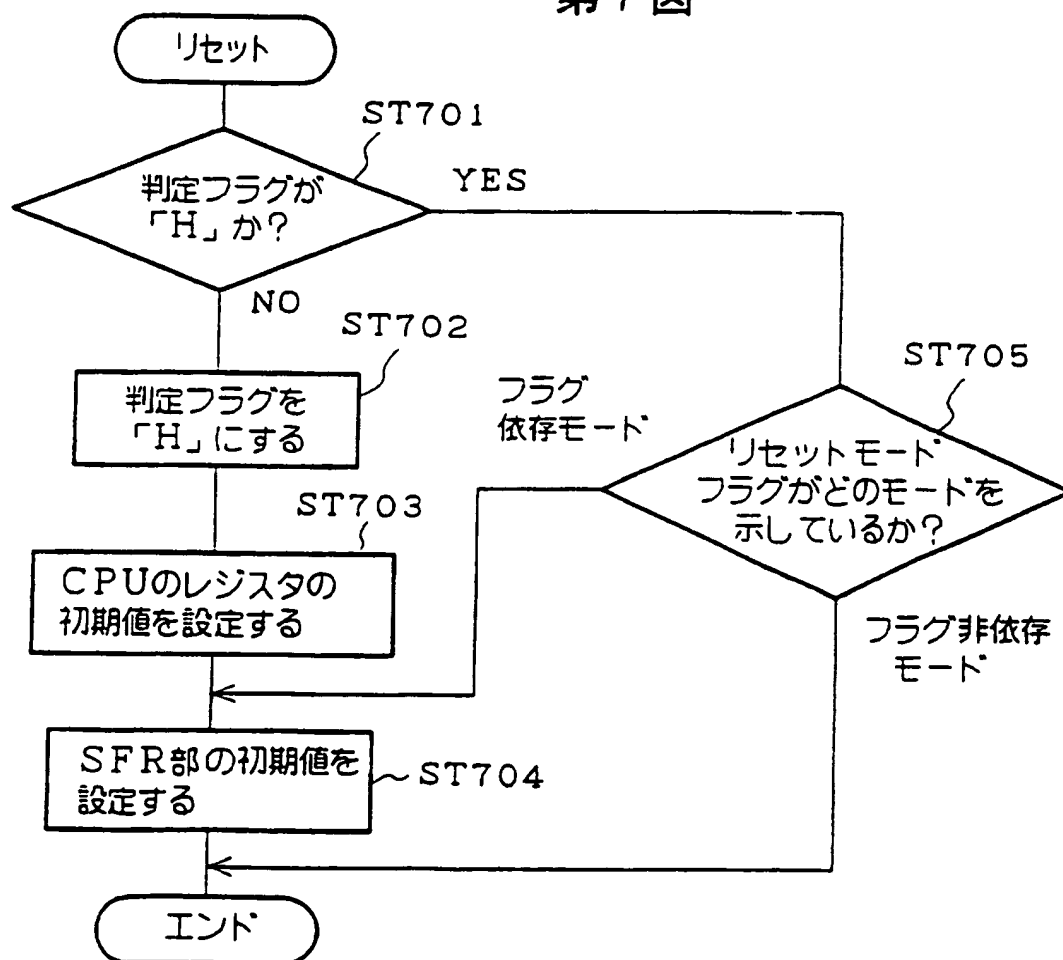 第7図
リセット
ST701
判定フラグが
「H」か?
YES
NO
ST702
判定フラグを
「H」にする
ST703
CPUのレジスタの
初期値を設定する
SFR部の初期値を
設定する
ST704
エンド
フラグ
依存モード
ST705
リセットモード
フラグがどのモードを
示しているか?
フラグ非依存
モード